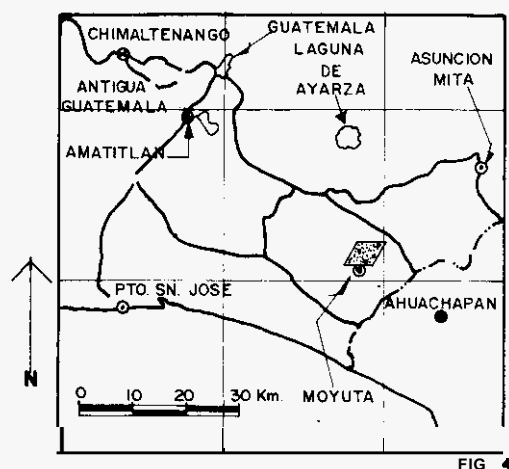 CHIMALTENANGO
GUATEMALA
LAGUNA
DE
AYARZA
ASUNCION
MITA
ANTIGUA
GUATEMALA
AMATITLAN
PTO. SN. JOSE
AHUACHAPAN
N
0 10 20 30 Km.
MOYUTA
FIG